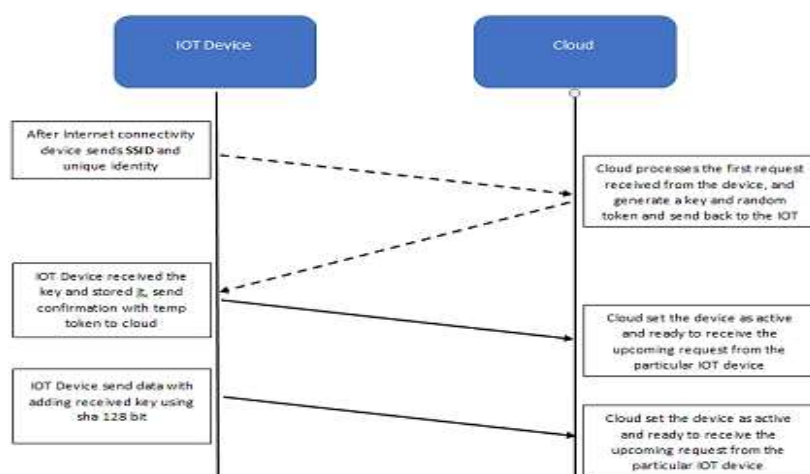 IOT Device
Cloud
After Internet connectivity
device sends SSID and
unique identity
Cloud processes the first request
received from the device, and
generate a key and random
token and send back to the IOT
IOT Device received the
key and stored it, send
confirmation with temp
token to cloud
Cloud set the device as active
and ready to receive the
upcoming request from the
particular IOT device
IOT Device send data with
adding received key using
sha 128 bit
Cloud set the device as active
and ready to receive the
upcoming request from the
particular IOT device